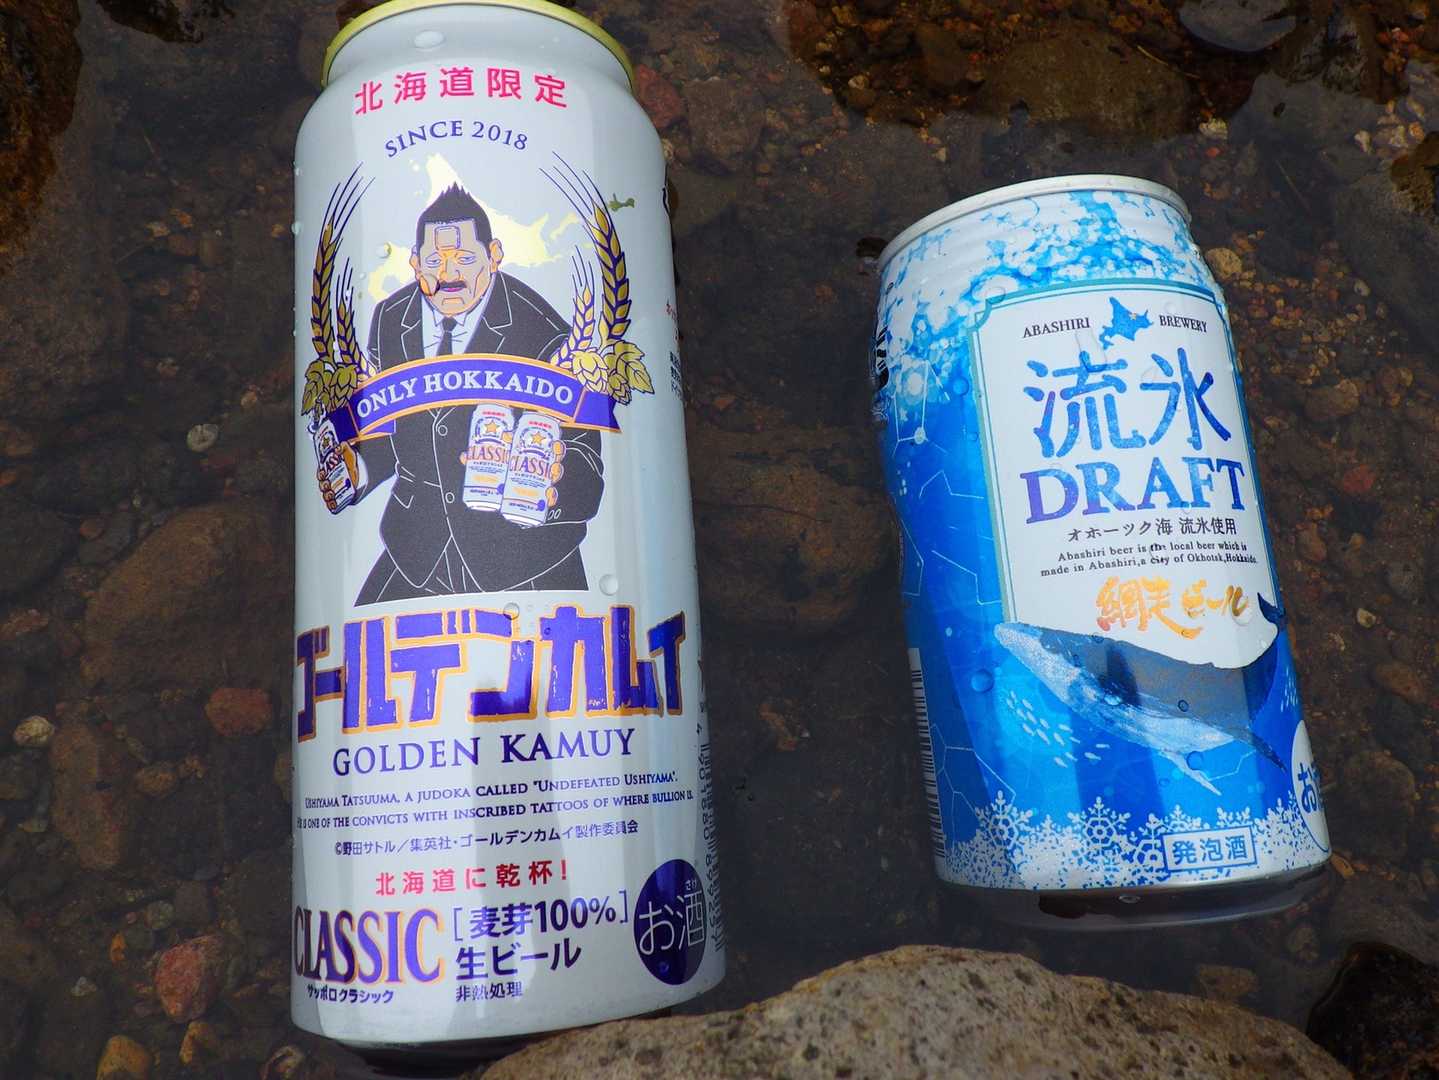 北海道限定
SINCE 2018
ONLY HOKKAIDO
CLASSIC
CLASSIC
ゴールデンカムイ
GOLDEN KAMUY
USHIYAMA TATSUUMA, A JUDOKA CALLED "UNDEFEATED USHIYAMA".
HE IS ONE OF THE CONVICTS WITH INSCRIBED TATTOOS OF WHERE BULLION IS.
©野田サトル／集英社・ゴールデンカムイ製作委員会
北海道に乾杯!
CLASSIC
サッポロクラシック
[麦芽100%]
生ビール
非熱処理
さけ
お酒
ABASHIRI BREWERY
流氷
DRAFT
オホーツク海 流氷使用
Abashiri beer is the local beer which is
made in Abashiri,a city of Okhotsk,Hokkaido.
網走ビール
発泡酒